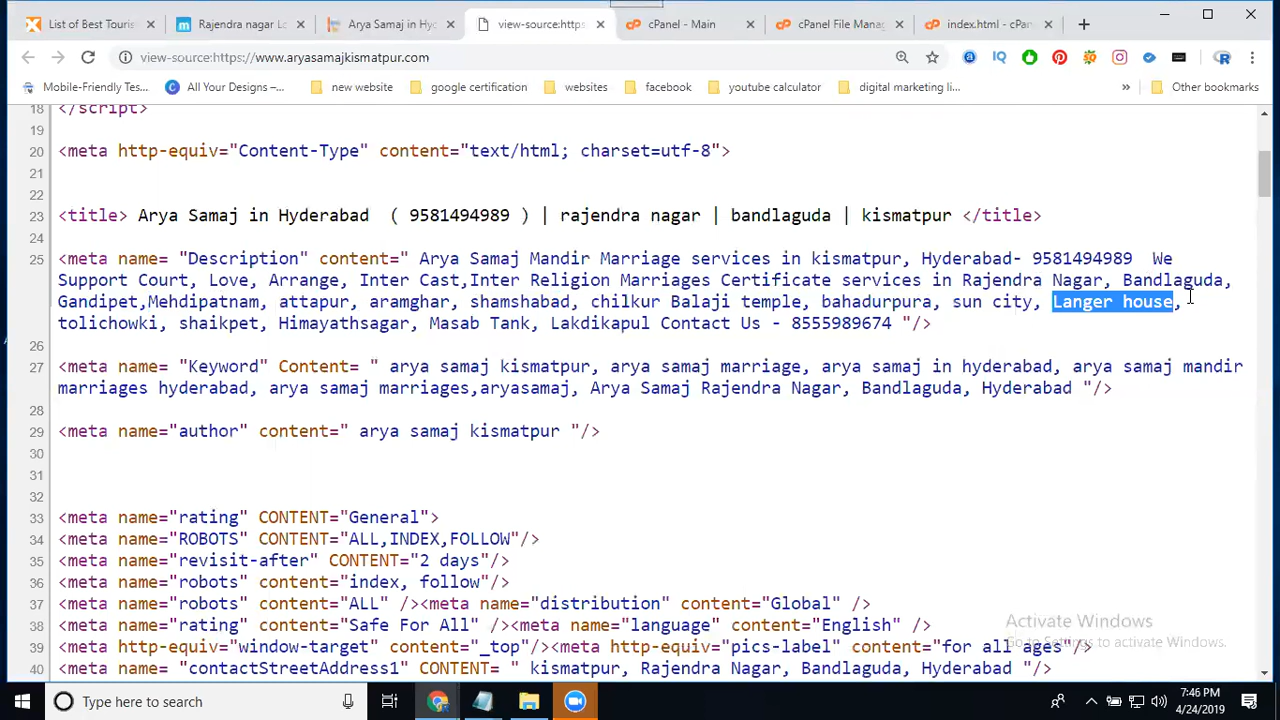 List of Best Touris
Rajendra nagar Lo
Arya Samaj in Hyd
view-source:https:
cPanel - Main
cPanel File Mana
index.html - cPan
view-source:https://www.aryasamajkismatpur.com
Mobile-Friendly Tes...
All Your Designs –...
new website
google certification
websites
facebook
youtube calculator
digital marketing li...
»
Other bookmarks
18 </script>
19
20 <meta http-equiv="Content-Type" content="text/html; charset=utf-8">
21
22
23 <title> Arya Samaj in Hyderabad ( 9581494989 ) | rajendra nagar | bandlaguda | kismatpur </title>
24
25 <meta name= "Description" content=" Arya Samaj Mandir Marriage services in kismatpur, Hyderabad- 9581494989 We
Support Court, Love, Arrange, Inter Cast,Inter Religion Marriages Certificate services in Rajendra Nagar, Bandlaguda,
Gandipet,Mehdipatnam, attapur, aramghar, shamshabad, chilkur Balaji temple, bahadurpura, sun city, Langer house,
tolichowki, shaikpet, Himayathsagar, Masab Tank, Lakdikapul Contact Us - 8555989674 "/>
26
27 <meta name= "Keyword" Content= " arya samaj kismatpur, arya samaj marriage, arya samaj in hyderabad, arya samaj mandir
marriages hyderabad, arya samaj marriages,aryasamaj, Arya Samaj Rajendra Nagar, Bandlaguda, Hyderabad "/>
28
29 <meta name="author" content=" arya samaj kismatpur "/>
30
31
32
33 <meta name="rating" CONTENT="General">
34 <meta name="ROBOTS" CONTENT="ALL,INDEX,FOLLOW"/>
35 <meta name="revisit-after" CONTENT="2 days"/>
36 <meta name="robots" content="index, follow"/>
37 <meta name="robots" content="ALL" /><meta name="distribution" content="Global" />
38 <meta name="rating" content="Safe For All" /><meta name="language" content="English" />
39 <meta http-equiv="window-target" content="_top"/><meta http-equiv="pics-label" content="for all ages"/>
40 <meta name= "contactStreetAddress1" CONTENT= " kismatpur, Rajendra Nagar, Bandlaguda, Hyderabad "/>
Activate Windows
Go to Settings to activate Windows.
Type here to search
7:46 PM
4/24/2019